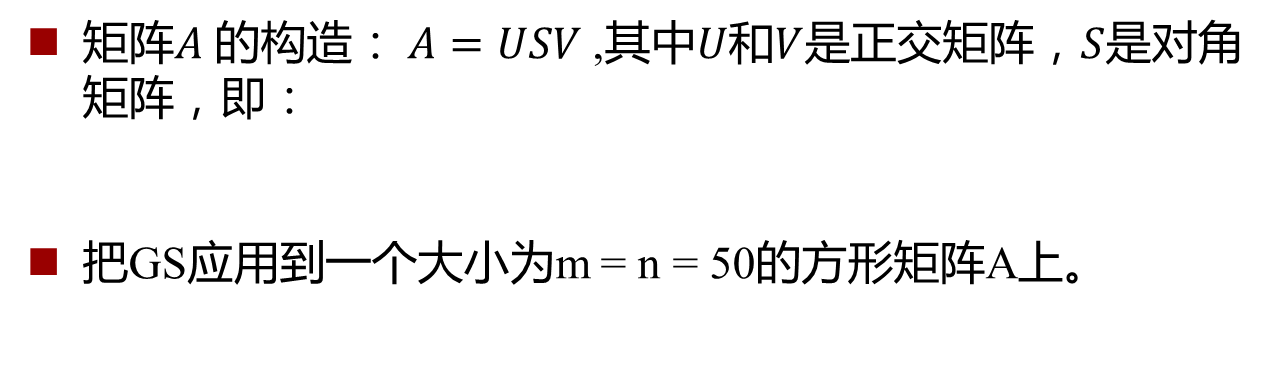 矩阵A 的构造： A = USV ,其中U和V是正交矩阵，S是对角
矩阵，即：
把GS应用到一个大小为m = n = 50的方形矩阵A上。